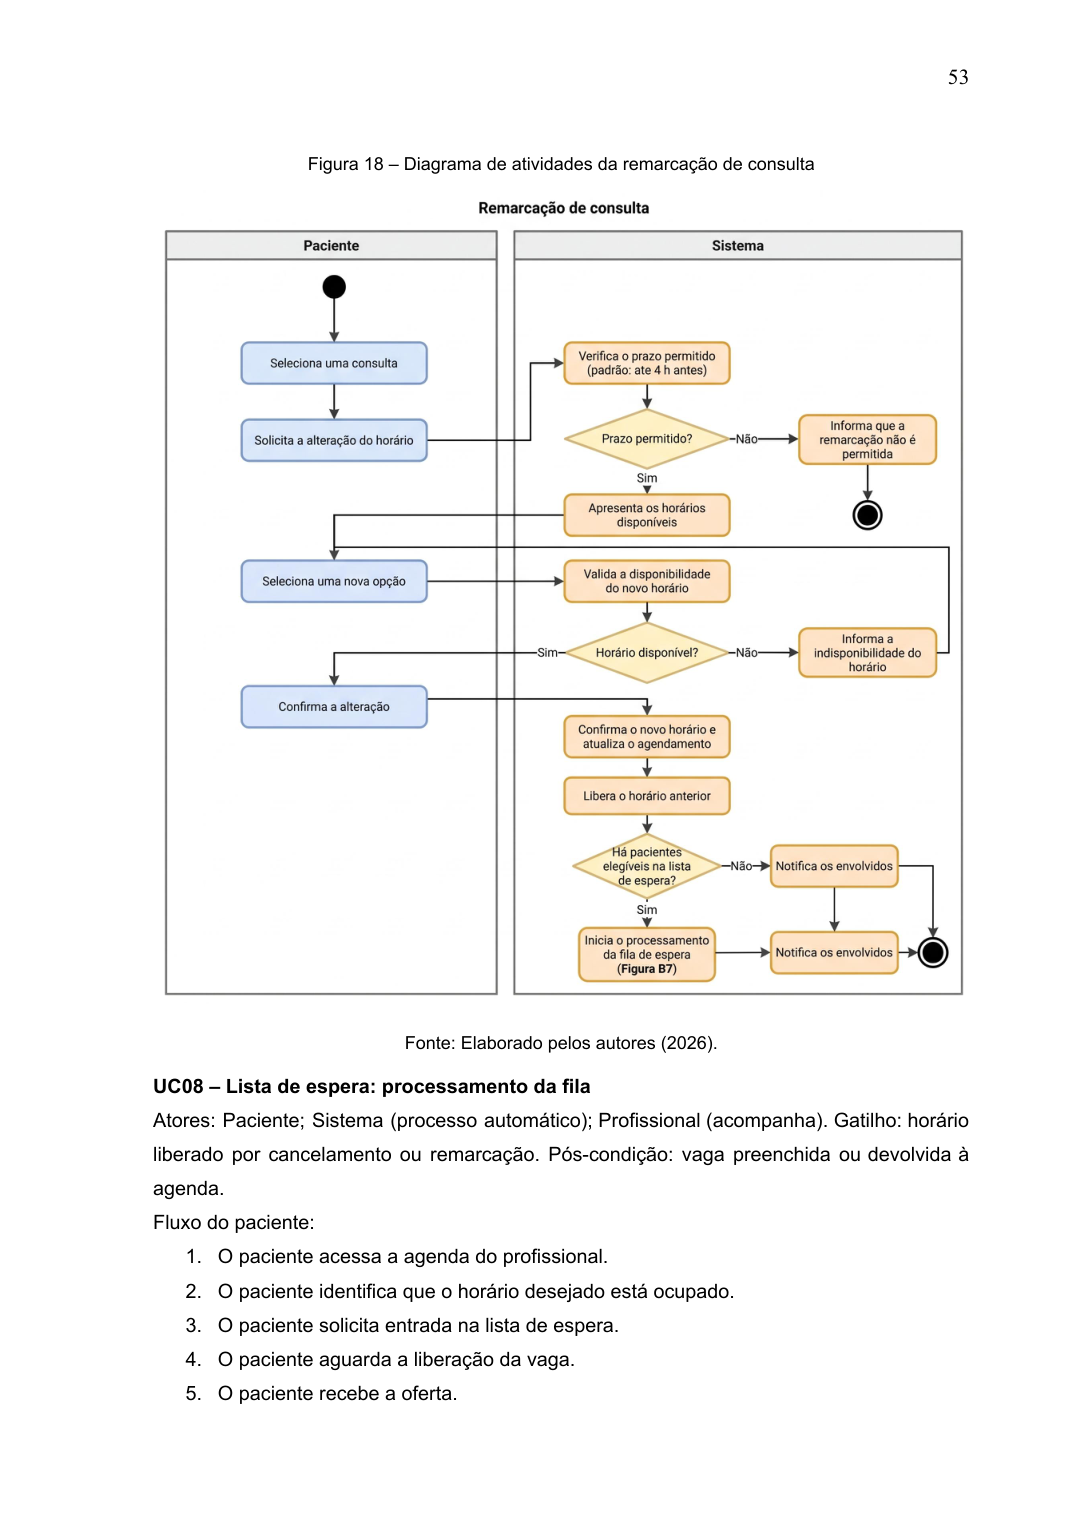 53
Figura 18 – Diagrama de atividades da remarcação de consulta
Remarcação de consulta
Paciente
Sistema
Seleciona uma consulta
Verifica o prazo permitido
(padrão: ate 4 h antes)
Solicita a alteração do horário
Prazo permitido?
Não
Informa que a
remarcação não é
permitida
Sim
Apresenta os horários
disponíveis
Seleciona uma nova opção
Valida a disponibilidade
do novo horário
Sim
Horário disponível?
Não
Informa a
indisponibilidade do
horário
Confirma a alteração
Confirma o novo horário e
atualiza o agendamento
Libera o horário anterior
Há pacientes
elegíveis na lista
de espera?
Não
Notifica os envolvidos
Sim
Inicia o processamento
da fila de espera
(Figura B7)
Notifica os envolvidos
Fonte: Elaborado pelos autores (2026).
UC08 – Lista de espera: processamento da fila
Atores: Paciente; Sistema (processo automático); Profissional (acompanha). Gatilho: horário
liberado por cancelamento ou remarcação. Pós-condição: vaga preenchida ou devolvida à
agenda.
Fluxo do paciente:
1. O paciente acessa a agenda do profissional.
2. O paciente identifica que o horário desejado está ocupado.
3. O paciente solicita entrada na lista de espera.
4. O paciente aguarda a liberação da vaga.
5. O paciente recebe a oferta.